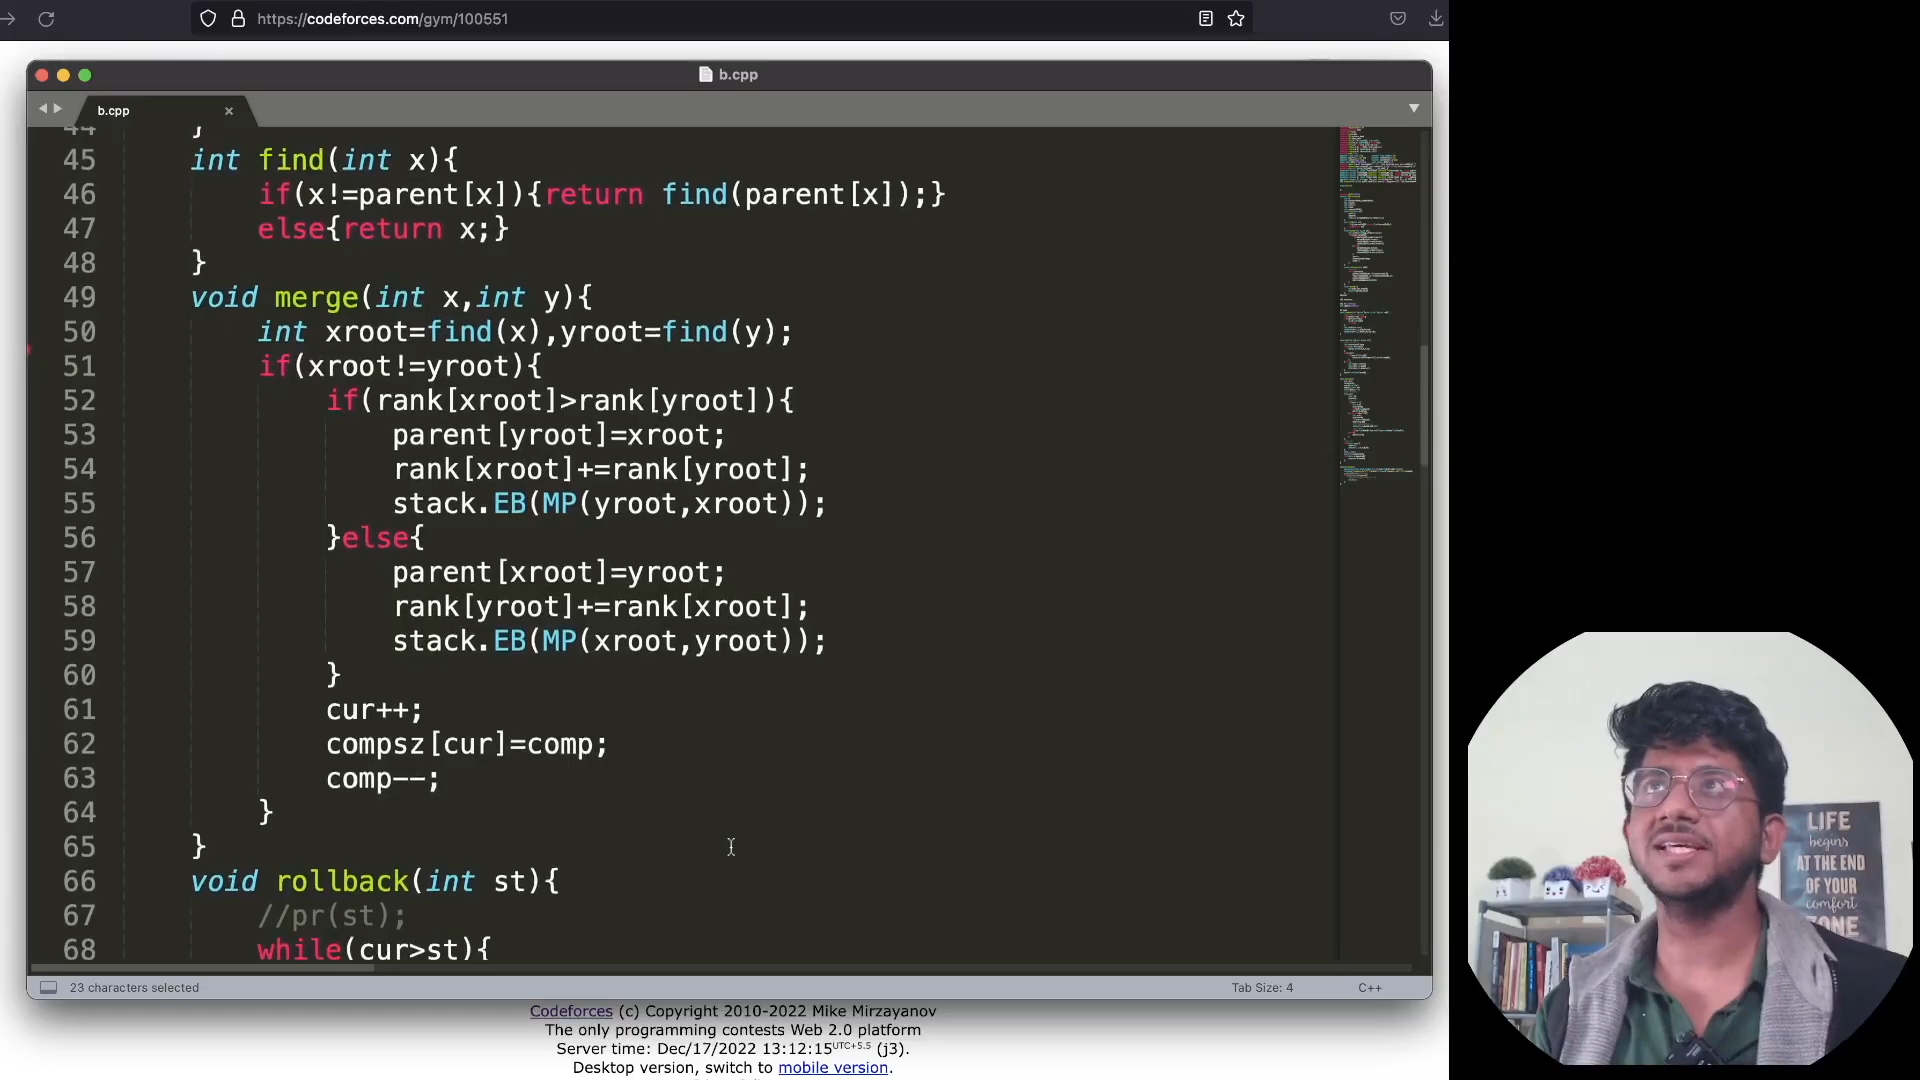 https://codeforces.com/gym/100551
b.cpp
b.cpp
44 }
45 int find(int x){
46 if(x!=parent[x]){return find(parent[x]);}
47 else{return x;}
48 }
49 void merge(int x,int y){
50 int xroot=find(x),yroot=find(y);
51 if(xroot!=yroot){
52 if(rank[xroot]>rank[yroot]){
53 parent[yroot]=xroot;
54 rank[xroot]+=rank[yroot];
55 stack.EB(MP(yroot,xroot));
56 }else{
57 parent[xroot]=yroot;
58 rank[yroot]+=rank[xroot];
59 stack.EB(MP(xroot,yroot));
60 }
61 cur++;
62 compsz[cur]=comp;
63 comp--;
64 }
65 }
66 void rollback(int st){
67 //pr(st);
68 while(cur>st){
23 characters selected
Tab Size: 4
C++
Codeforces (c) Copyright 2010-2022 Mike Mirzayanov
The only programming contests Web 2.0 platform
Server time: Dec/17/2022 13:12:15UTC+5.5 (j3).
Desktop version, switch to mobile version.
LIFE
begins
AT THE END
OF YOUR
comfort
ZONE